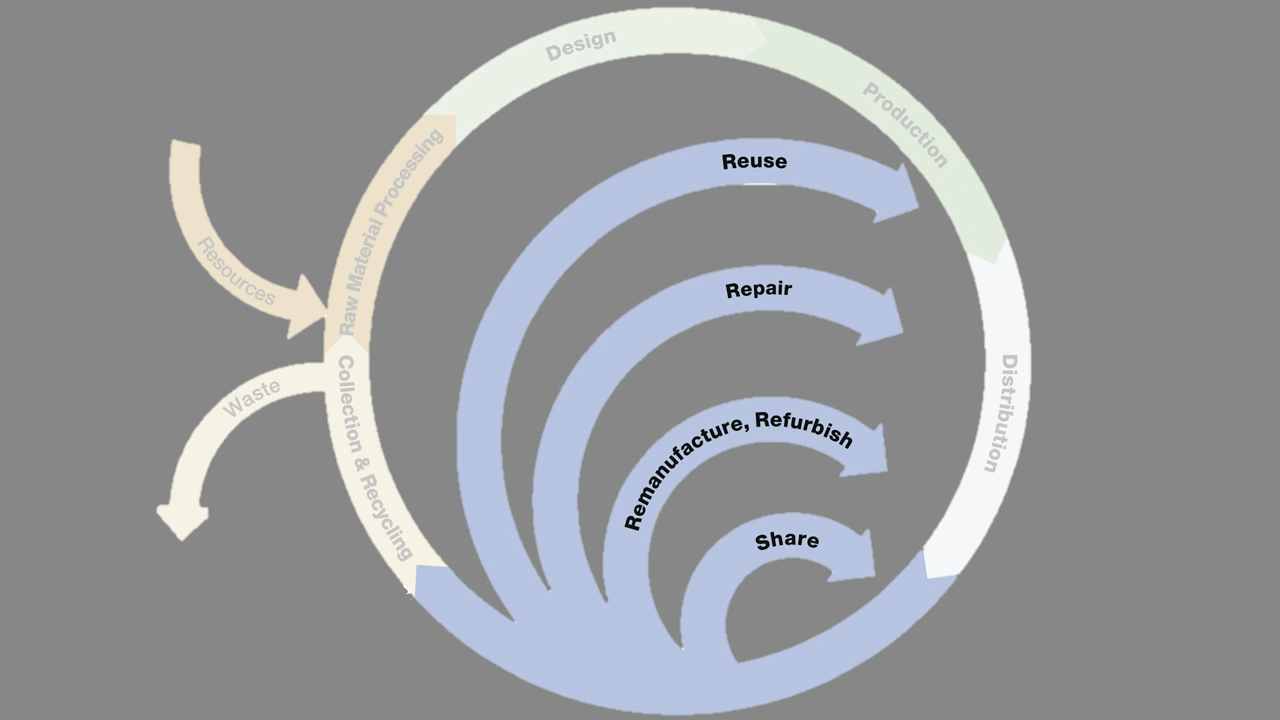 Design
Production
Reuse
Raw Material Processing
Resources
Repair
Distribution
Waste
Collection & Recycling
Remanufacture, Refurbish
Share